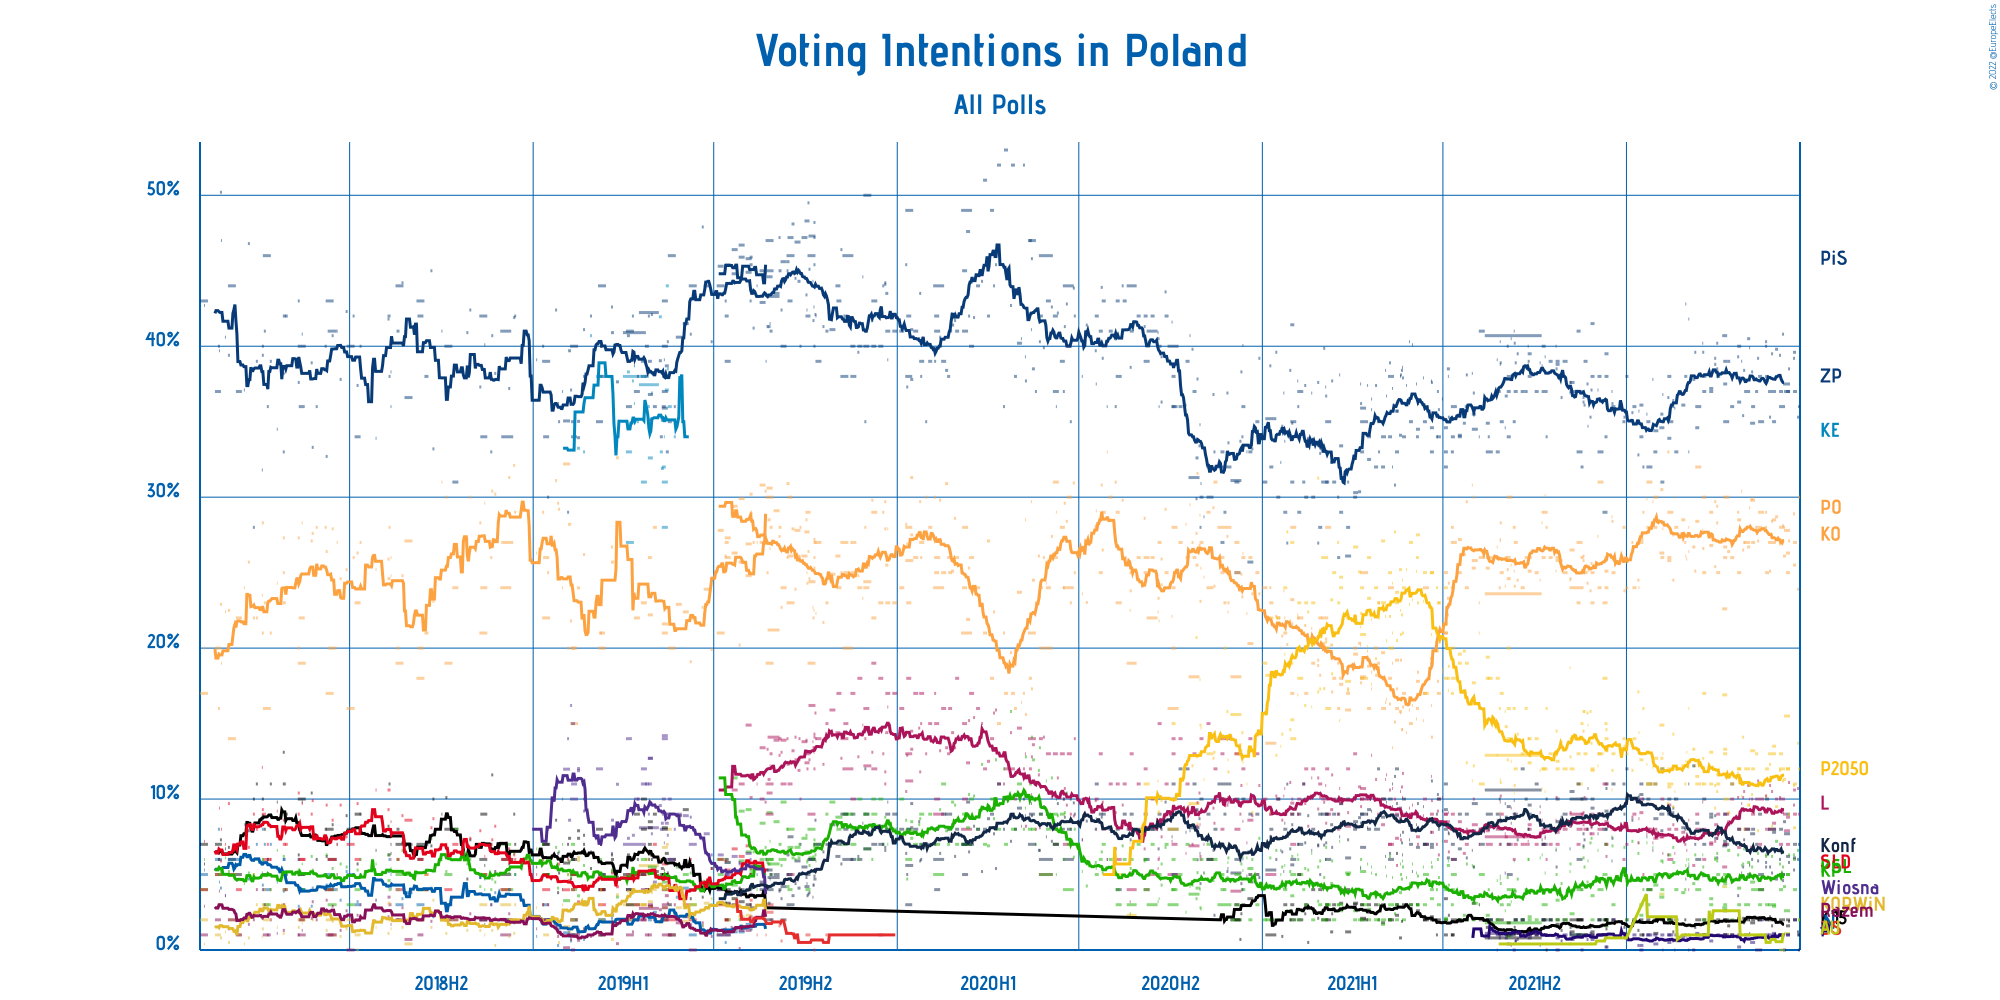 © 2022 @EuropeElects
Voting Intentions in Poland
All Polls
50%
40%
30%
20%
10%
0%
PiS
ZP
KE
PO
KO
P2050
L
Konf
SLD
Wiosna
KORWiN
Razem
2018H2
2019H1
2019H2
2020H1
2020H2
2021H1
2021H2